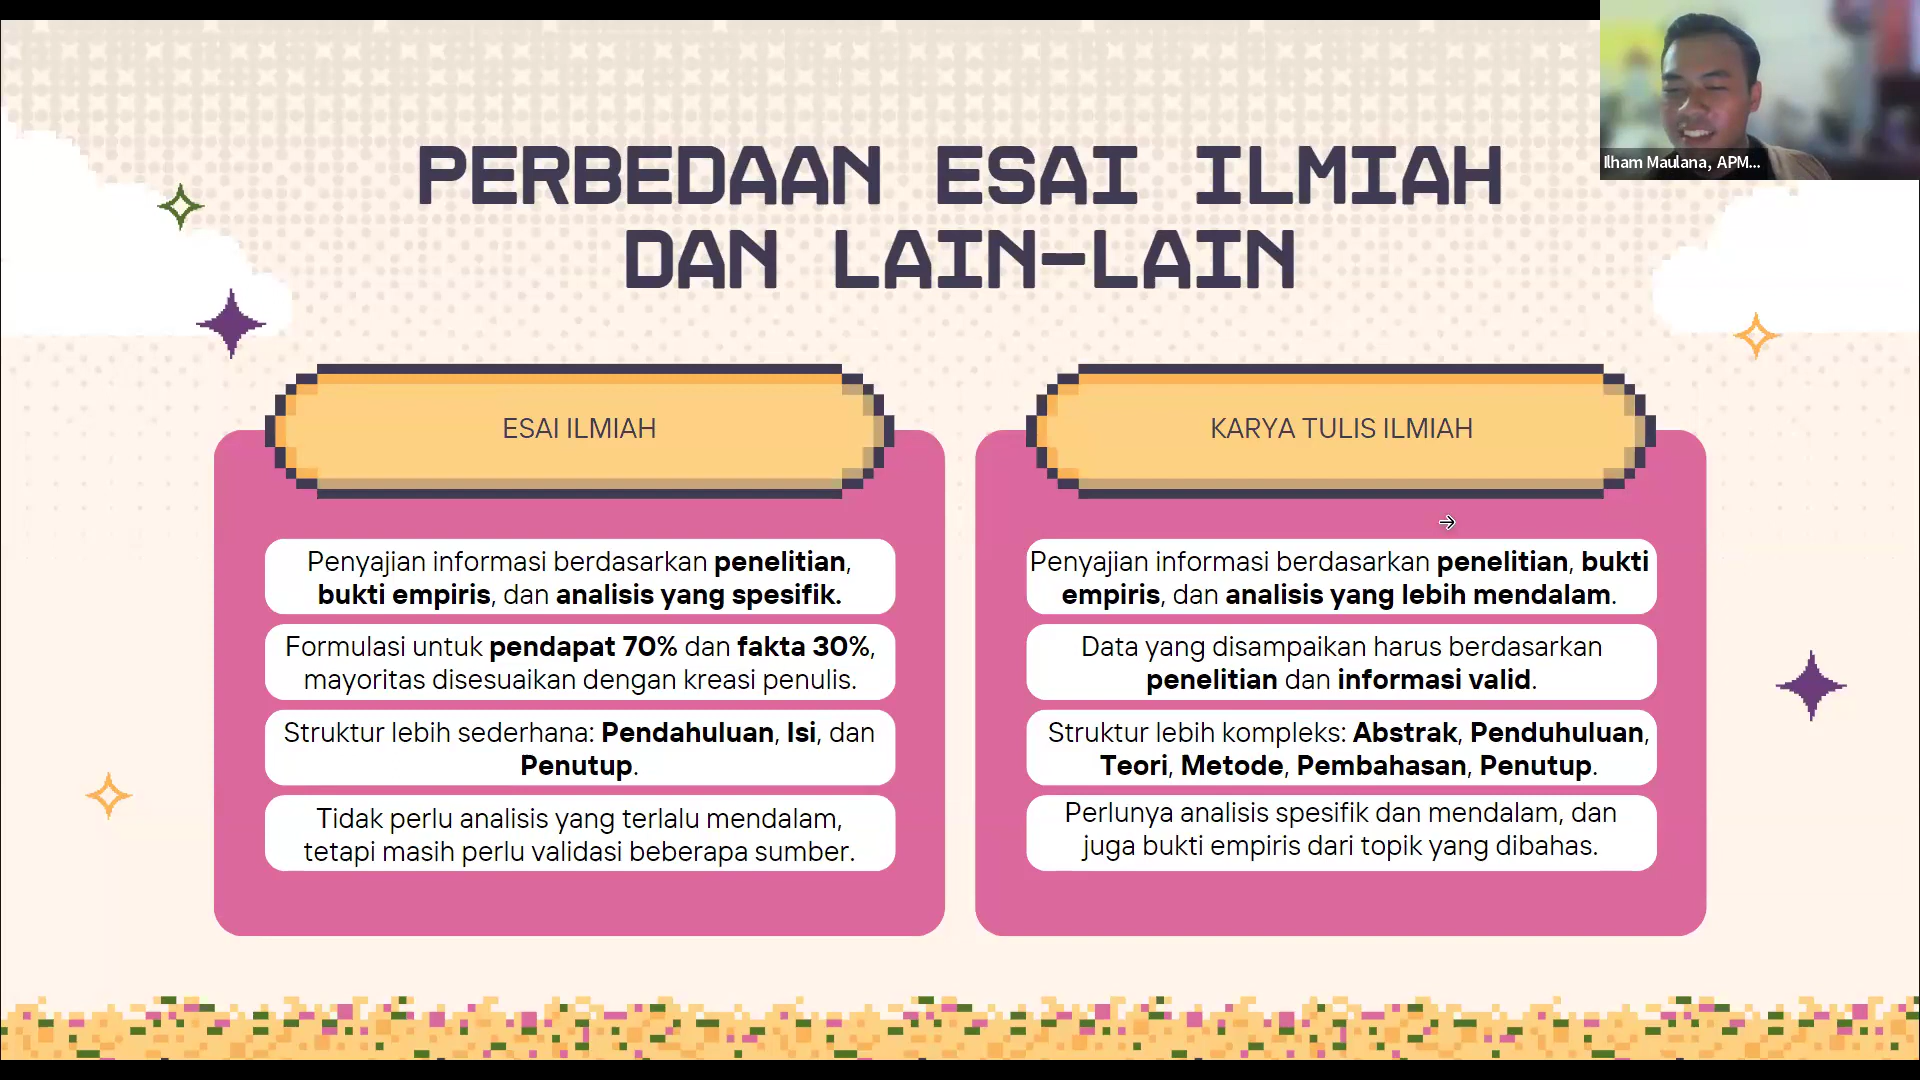 PERBEDAAN ESAI ILMIAH
DAN LAIN-LAIN
Ilham Maulana, APM...
ESAI ILMIAH
Penyajian informasi berdasarkan penelitian,
bukti empiris, dan analisis yang spesifik.
Formulasi untuk pendapat 70% dan fakta 30%,
mayoritas disesuaikan dengan kreasi penulis.
Struktur lebih sederhana: Pendahuluan, Isi, dan
Penutup.
Tidak perlu analisis yang terlalu mendalam,
tetapi masih perlu validasi beberapa sumber.
KARYA TULIS ILMIAH
Penyajian informasi berdasarkan penelitian, bukti
empiris, dan analisis yang lebih mendalam.
Data yang disampaikan harus berdasarkan
penelitian dan informasi valid.
Struktur lebih kompleks: Abstrak, Penduhuluan,
Teori, Metode, Pembahasan, Penutup.
Perlunya analisis spesifik dan mendalam, dan
juga bukti empiris dari topik yang dibahas.